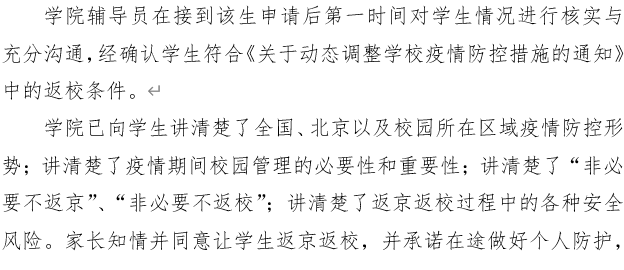 学院辅导员在接到该生申请后第一时间对学生情况进行核实与
充分沟通，经确认学生符合《关于动态调整学校疫情防控措施的通知》
中的返校条件。↵
学院已向学生讲清楚了全国、北京以及校园所在区域疫情防控形
势；讲清楚了疫情期间校园管理的必要性和重要性；讲清楚了“非必
要不返京”、“非必要不返校”；讲清楚了返京返校过程中的各种安全
风险。家长知情并同意让学生返京返校，并承诺在途做好个人防护，